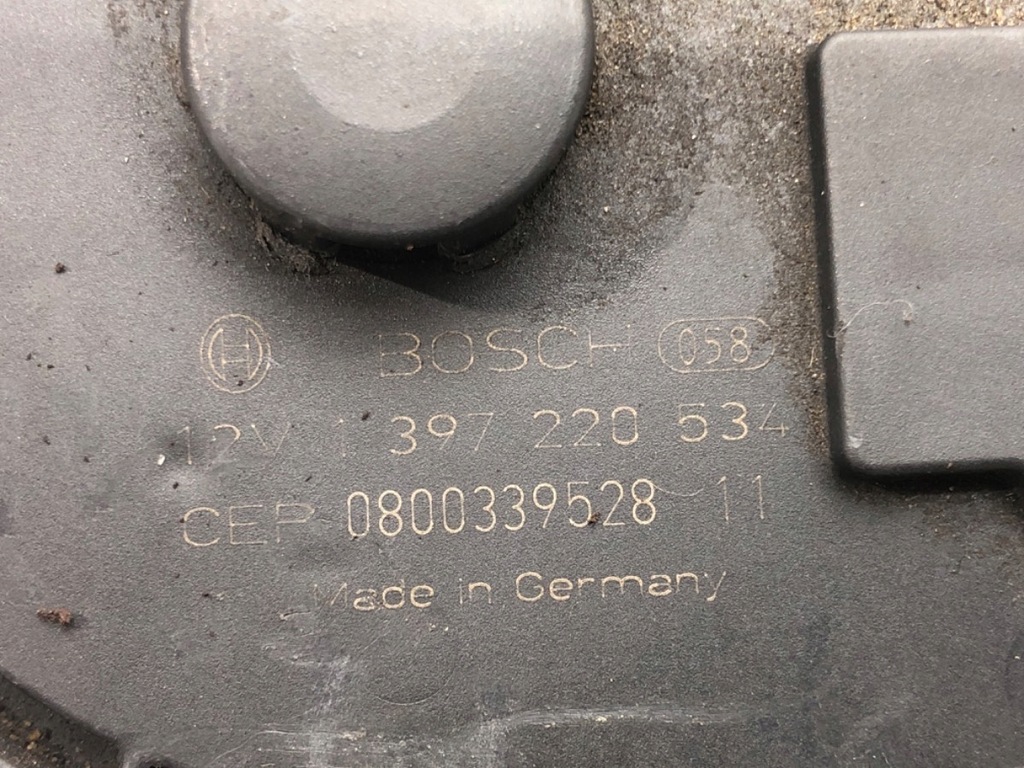 BOSCH 058
12V 1 397 220 534
CEP 0800339528 11
Made in Germany